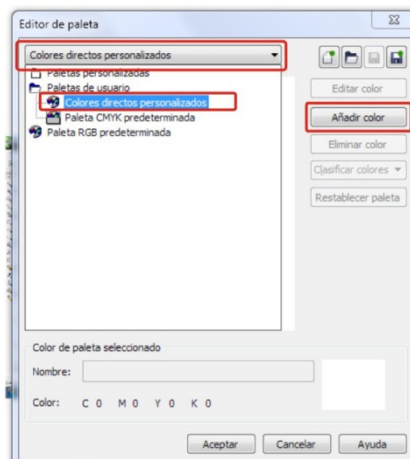 Editor de paleta
Colores directos personalizados
Paletas personalizadas
Paletas de usuario
Colores directos personalizados
Paleta CMYK predeterminada
Paleta RGB predeterminada
Editar color
Añadir color
Eliminar color
Clasificar colores
Restablecer paleta
Color de paleta seleccionado
Nombre:
Color: C 0 M 0 Y 0 K 0
Aceptar Cancelar Ayuda